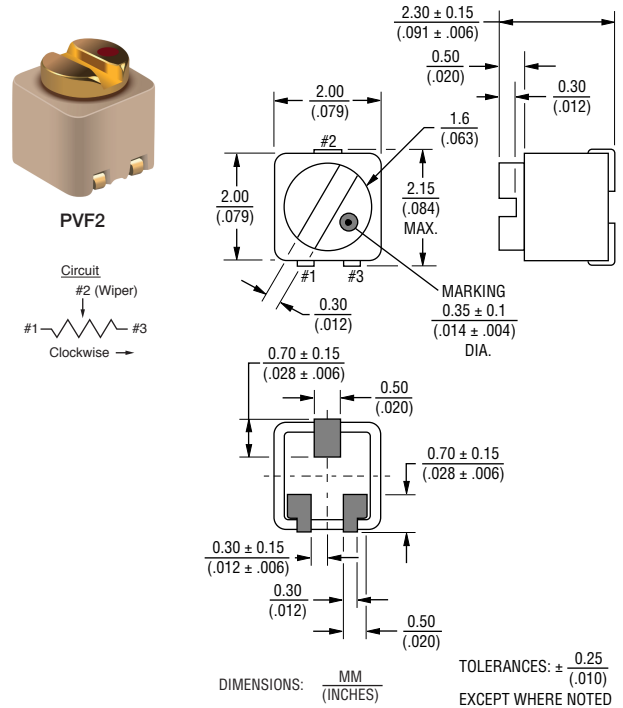 2.30 ± 0.15
(.091 ± .006)
0.50
(.020)
0.30
(.012)
2.00
(.079)
1.6
(.063)
#2
2.00
(.079)
2.15
(.084)
MAX.
#1
#3
0.30
(.012)
MARKING
0.35 ± 0.1
(.014 ± .004)
DIA.
PVF2
Circuit
#2 (Wiper)
#1
#3
Clockwise
0.70 ± 0.15
(.028 ± .006)
0.50
(.020)
0.70 ± 0.15
(.028 ± .006)
0.30 ± 0.15
(.012 ± .006)
0.30
(.012)
0.50
(.020)
DIMENSIONS: MM
(INCHES)
TOLERANCES: ± 0.25
(.010)
EXCEPT WHERE NOTED